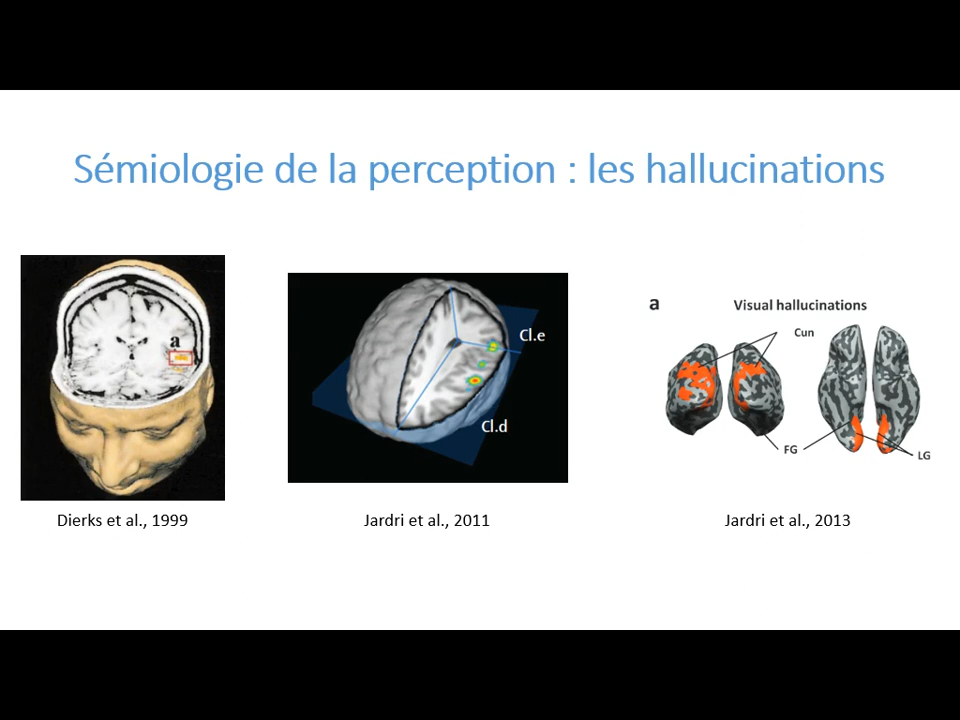 Sémiologie de la perception : les hallucinations
a
Cl.e
Cl.d
a
Visual hallucinations
Cun
FG
LG
Dierks et al., 1999
Jardri et al., 2011
Jardri et al., 2013